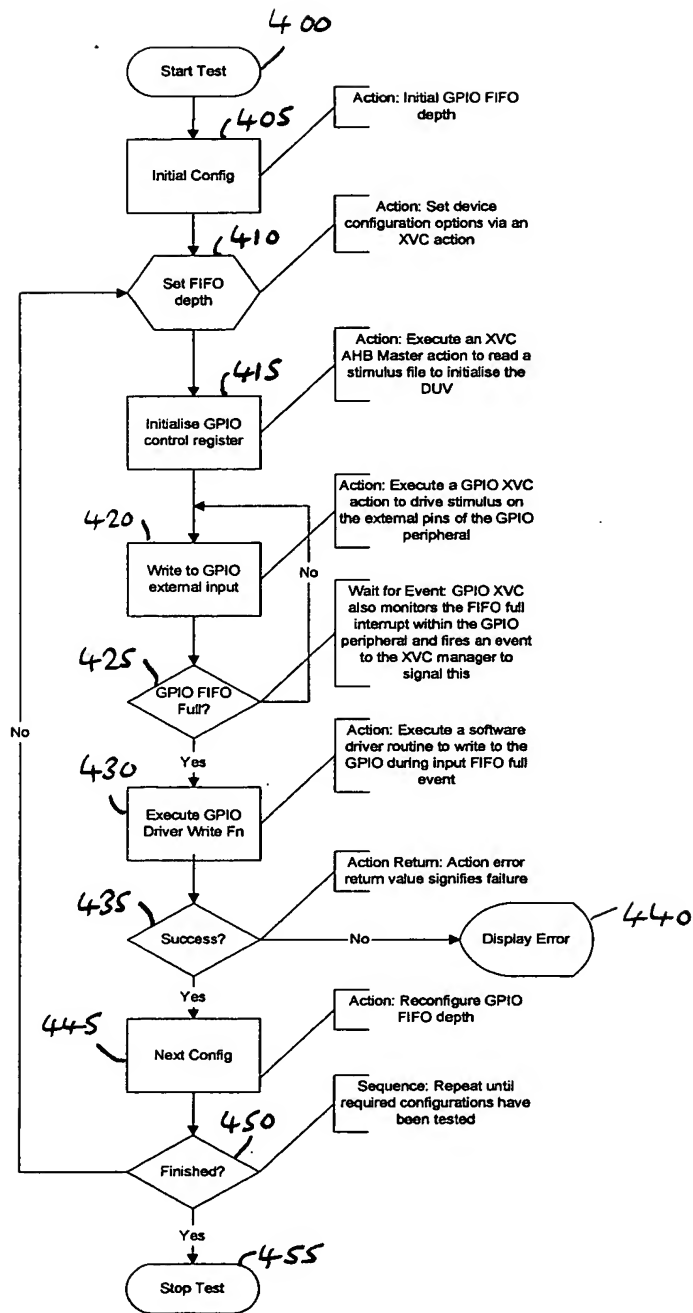 400
Start Test
405
Action: Initial GPIO FIFO
depth
Initial Config
410
Action: Set device
configuration options via an
XVC action
Set FIFO
depth
415
Action: Execute an XVC
AHB Master action to read a
stimulus file to initialise the
DUV
Initialise GPIO
control register
420
Action: Execute a GPIO XVC
action to drive stimulus on
the external pins of the GPIO
peripheral
Write to GPIO
external input
No
425
Wait for Event: GPIO XVC
also monitors the FIFO full
interrupt within the GPIO
peripheral and fires an event
to the XVC manager to
signal this
GPIO FIFO
Full?
No
Yes
430
Action: Execute a software
driver routine to write to the
GPIO during input FIFO full
event
Execute GPIO
Driver Write Fn
435
Action Return: Action error
return value signifies failure
440
Success?
No
Display Error
Yes
445
Action: Reconfigure GPIO
FIFO depth
Next Config
450
Sequence: Repeat until
required configurations have
been tested
Finished?
Yes
455
Stop Test